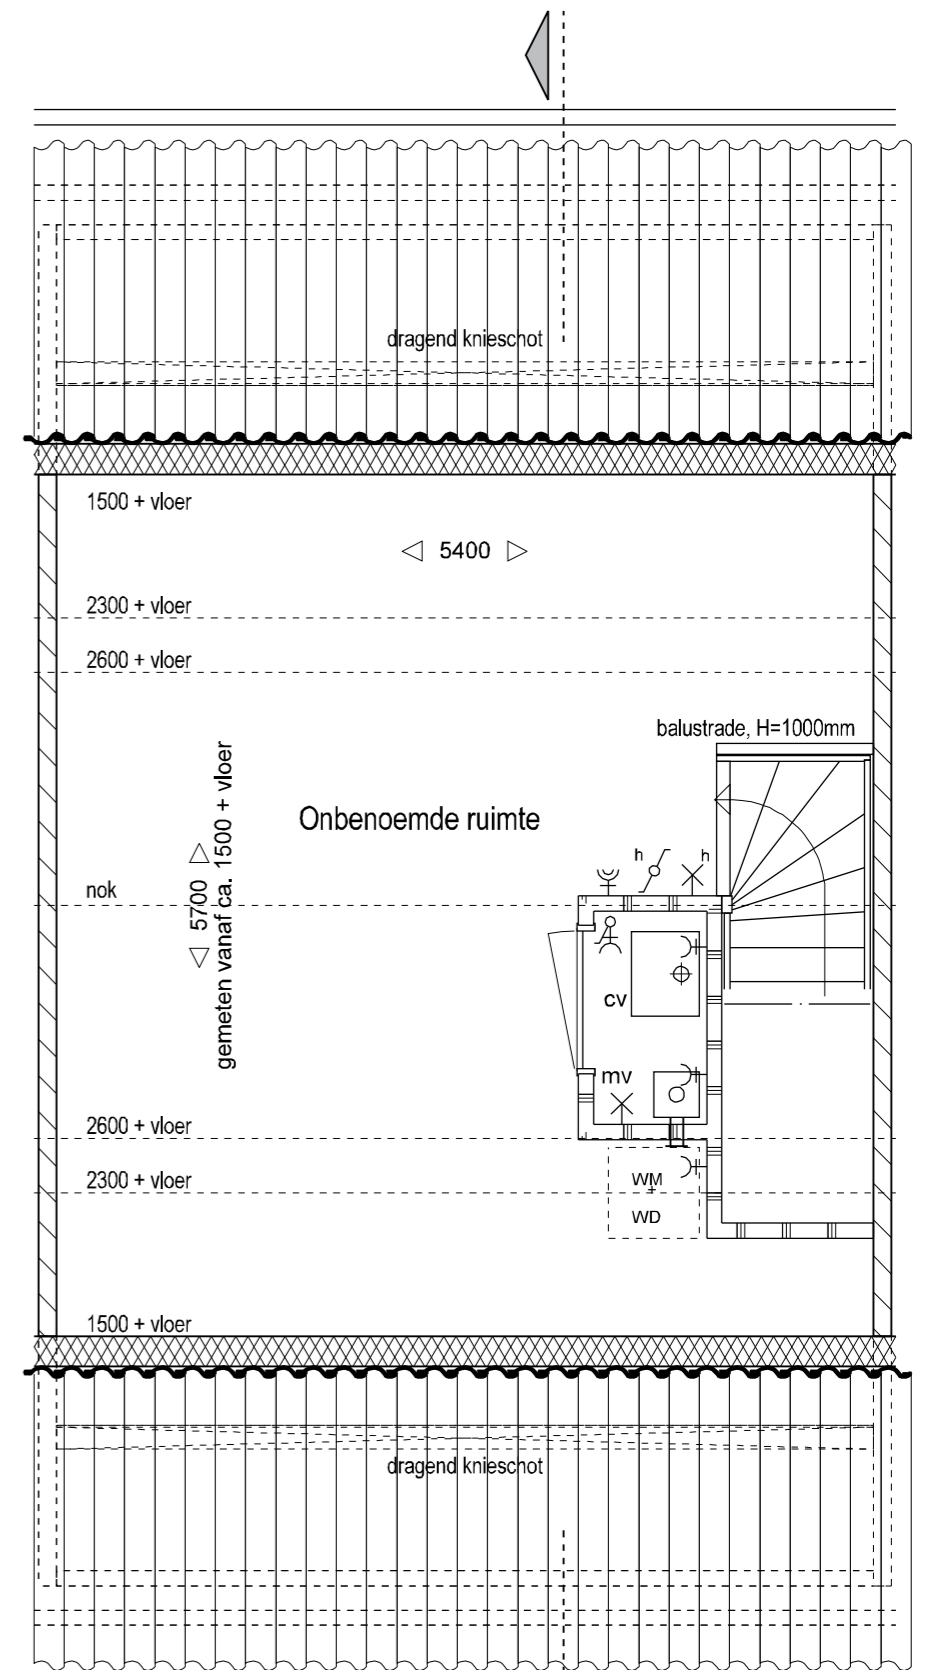 dragend knieschot
1500 + vloer
5400
2300 + vloer
2600 + vloer
balustrade, H=1000mm
Onbenoemde ruimte
5700
gemeten vanaf ca. 1500 + vloer
h
h
nok
cv
mv
2600 + vloer
2300 + vloer
WM
+
WD
1500 + vloer
dragend knieschot